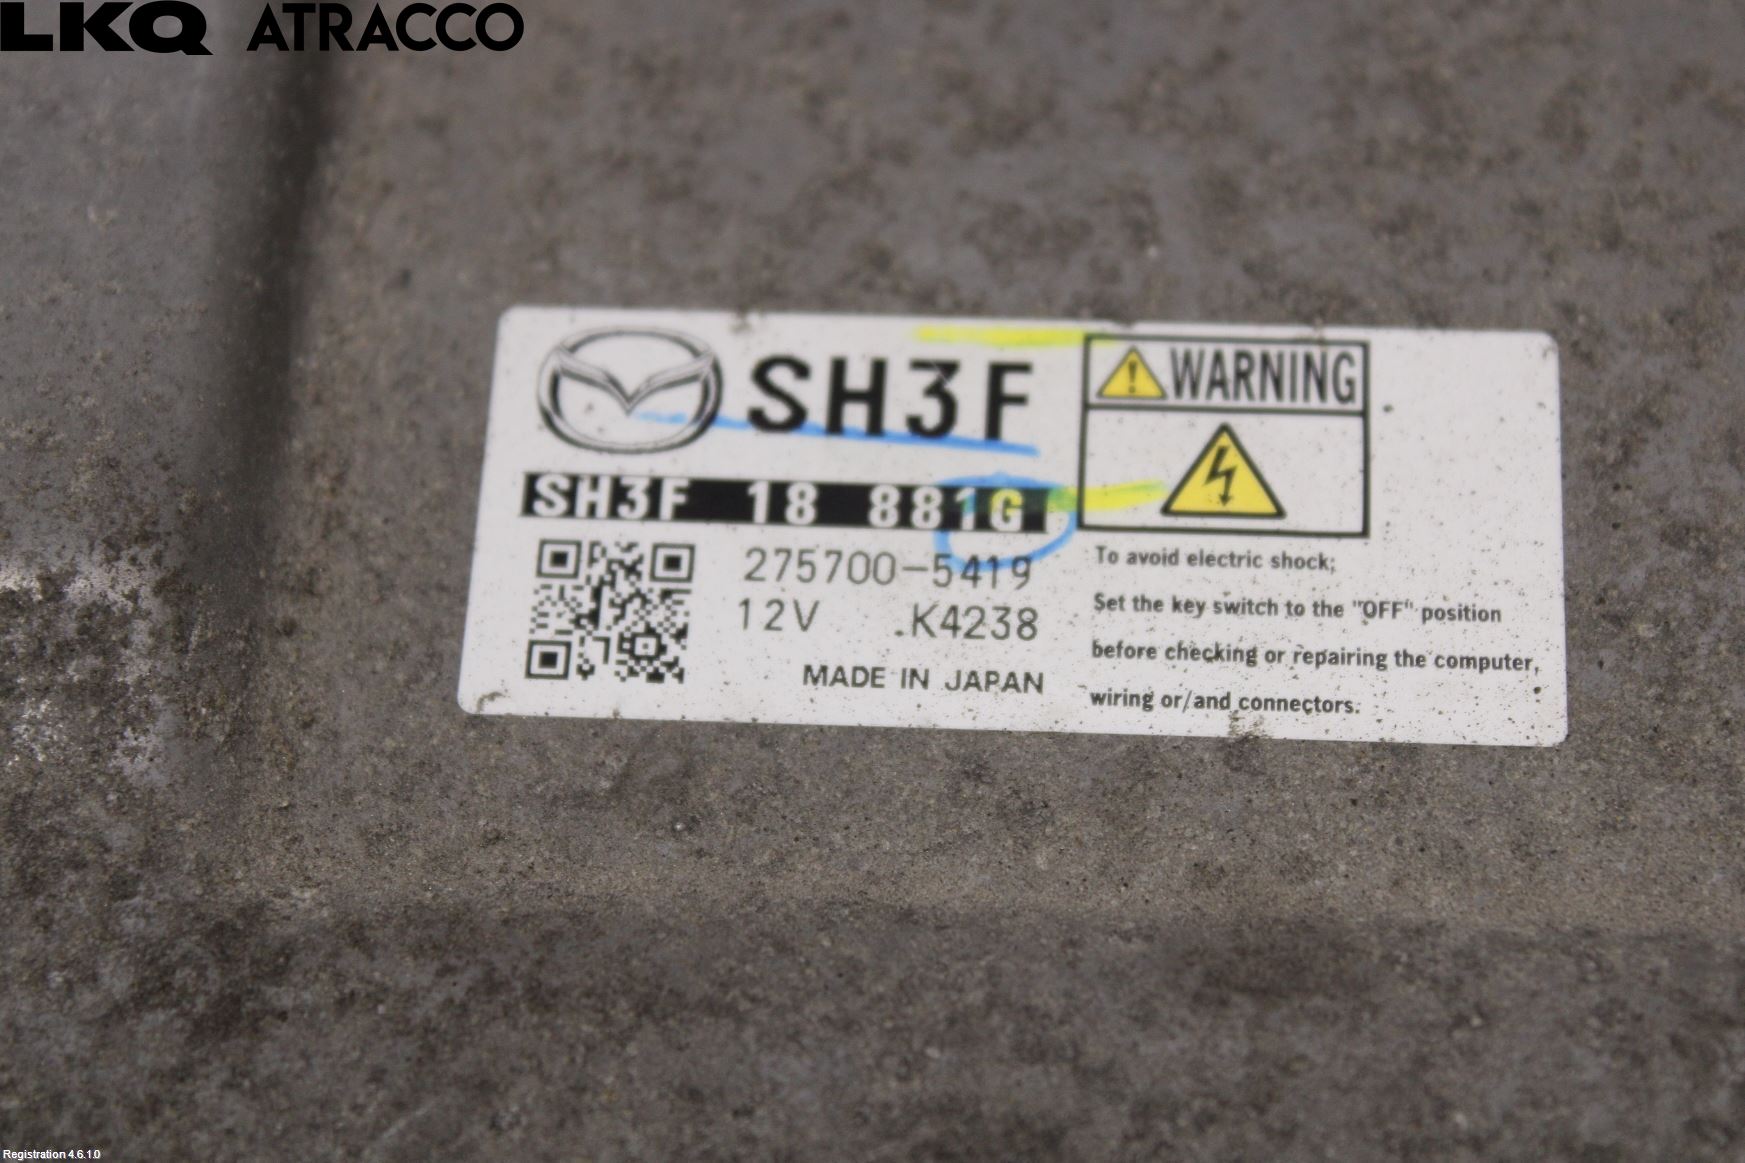 LKQ ATRACCO
SH3F
SH3F 18 881G
275700-5419
12V .K4238
MADE IN JAPAN
WARNING
To avoid electric shock;
Set the key switch to the "OFF" position
before checking or repairing the computer,
wiring or/and connectors.
Registration 4.6.1.0